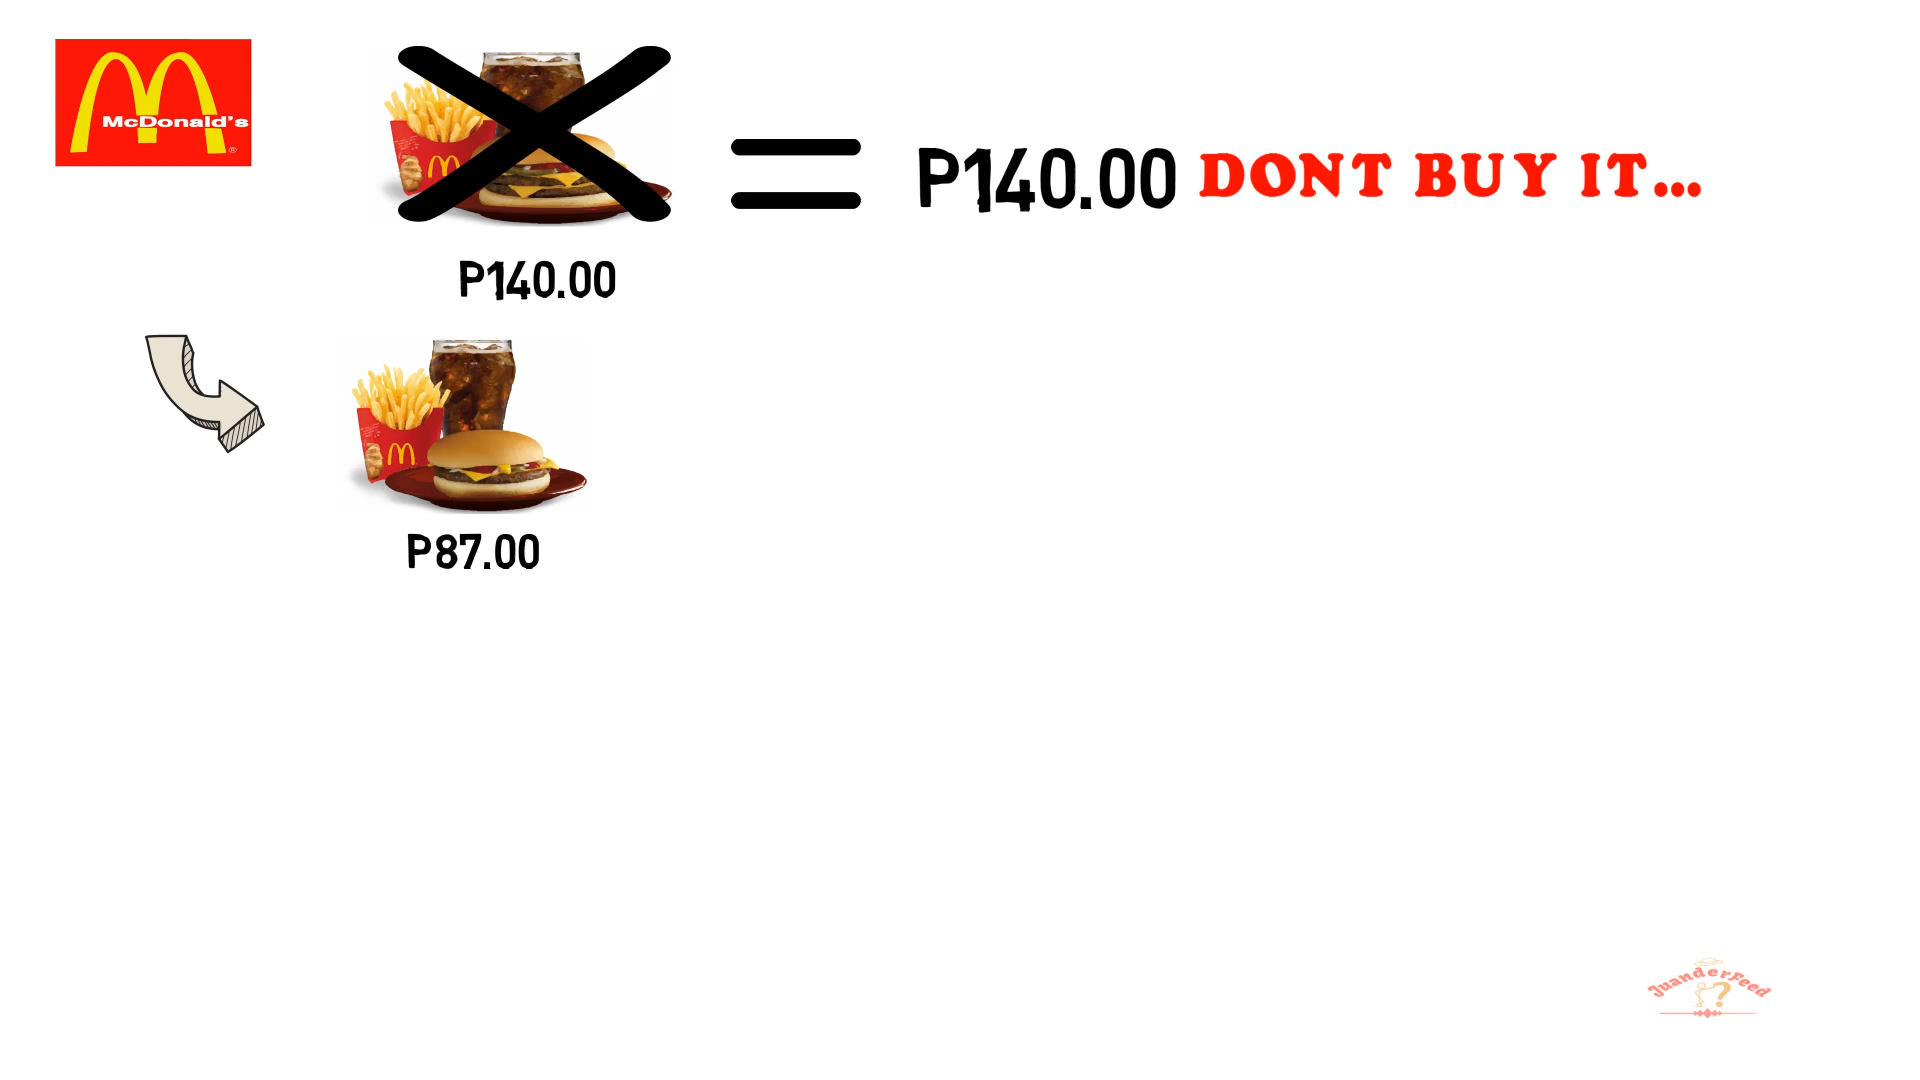 McDonald's
P140.00 DONT BUY IT...
P140.00
P87.00
JuanderFeed